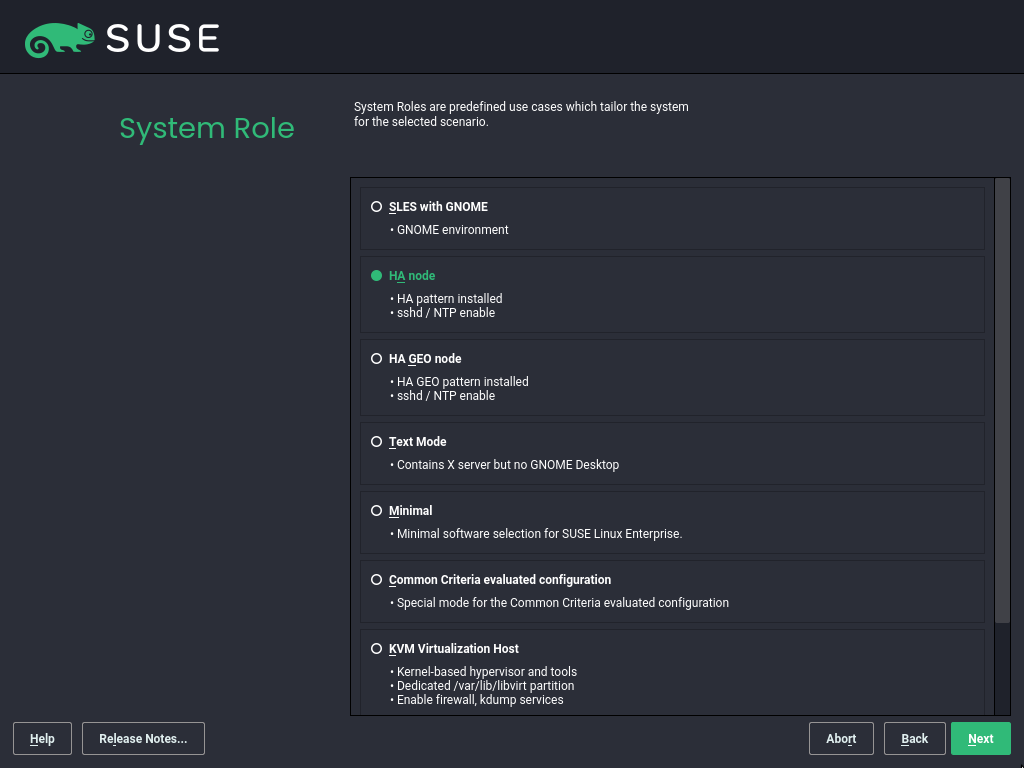 SUSE
System Role
System Roles are predefined use cases which tailor the system
for the selected scenario.
SLES with GNOME
• GNOME environment
HA node
• HA pattern installed
• sshd / NTP enable
HA GEO node
• HA GEO pattern installed
• sshd / NTP enable
Text Mode
• Contains X server but no GNOME Desktop
Minimal
• Minimal software selection for SUSE Linux Enterprise.
Common Criteria evaluated configuration
• Special mode for the Common Criteria evaluated configuration
KVM Virtualization Host
• Kernel-based hypervisor and tools
• Dedicated /var/lib/libvirt partition
• Enable firewall, kdump services
Help
Release Notes...
Abort
Back
Next